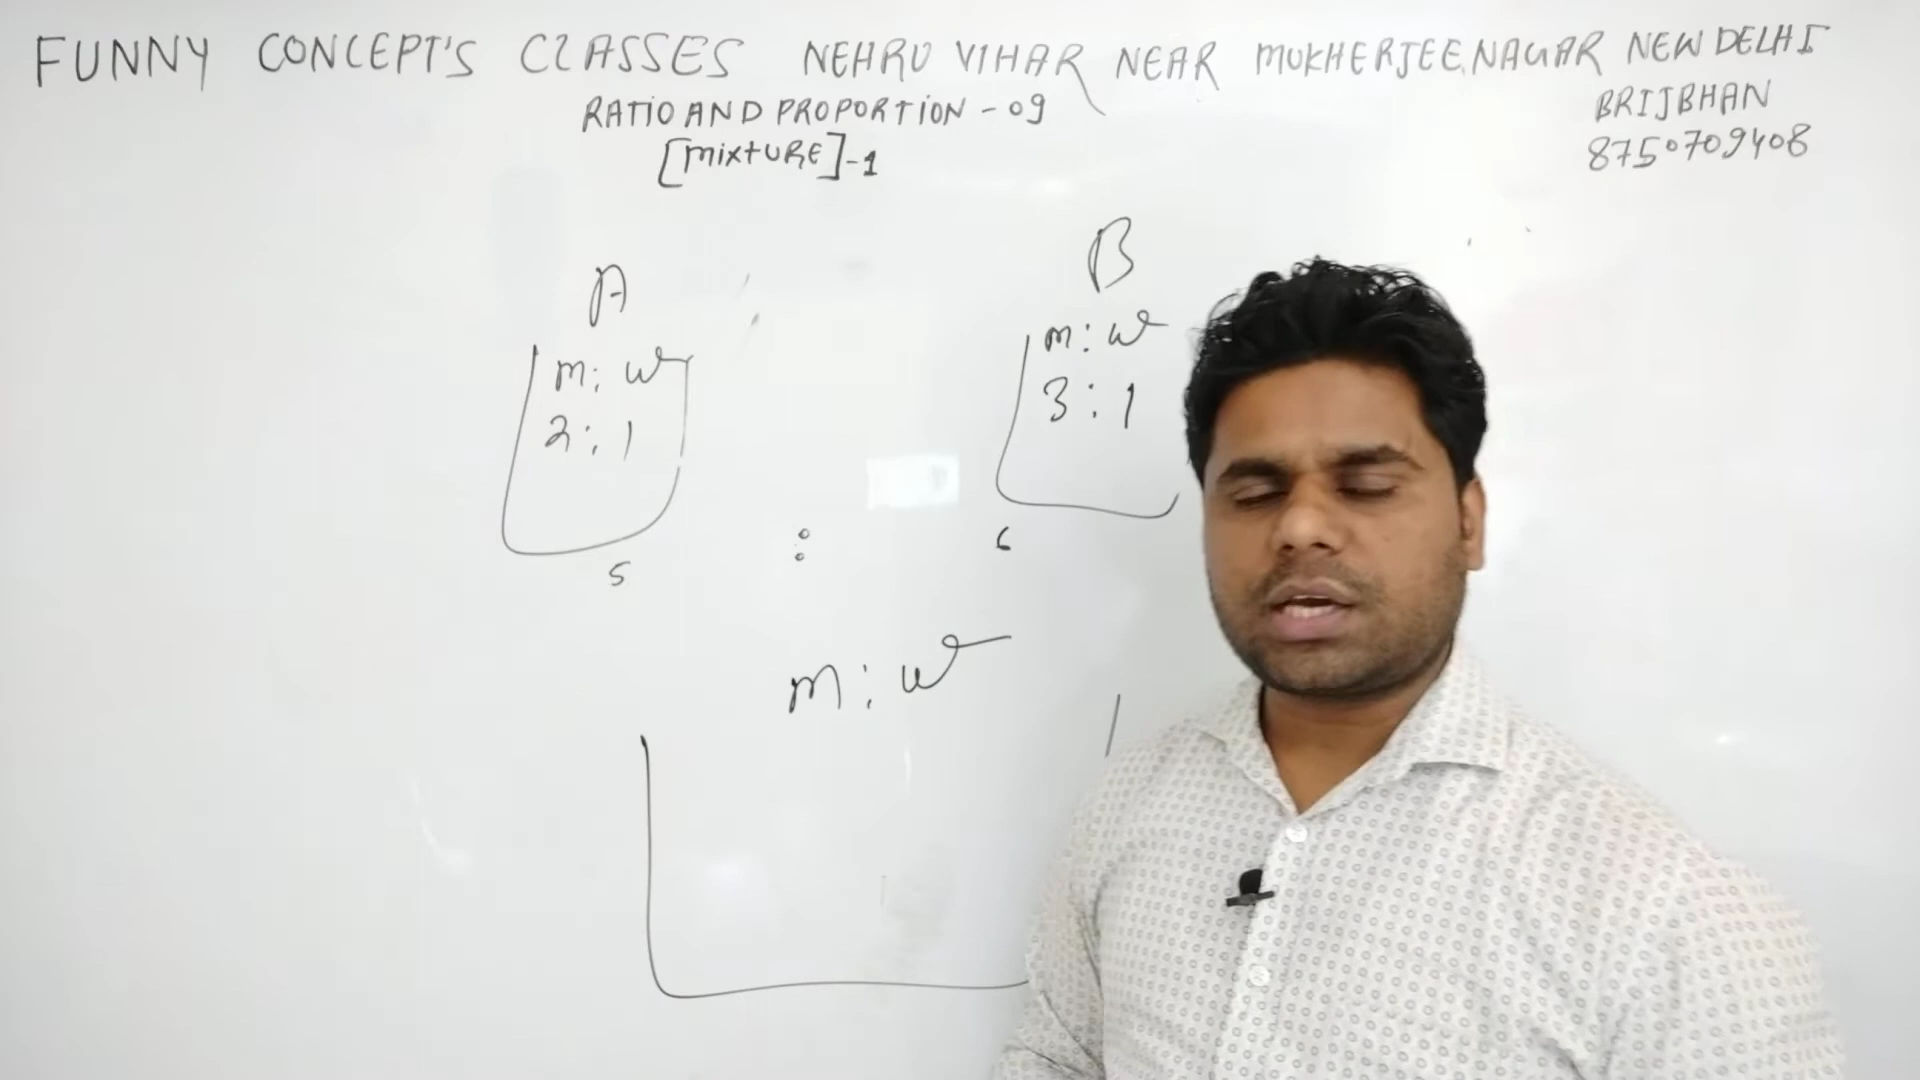 FUNNY CONCEPT'S CLASSES NEHRU VIHAR NEAR MUKHERJEE NAGAR NEW DELHI
RATIO AND PROPORTION - 09
BRIJBHAN
[MIXTURE]-1
8750709408
A
B
m : w
m : w
2 : 1
3 : 1
5 : 6
m : w